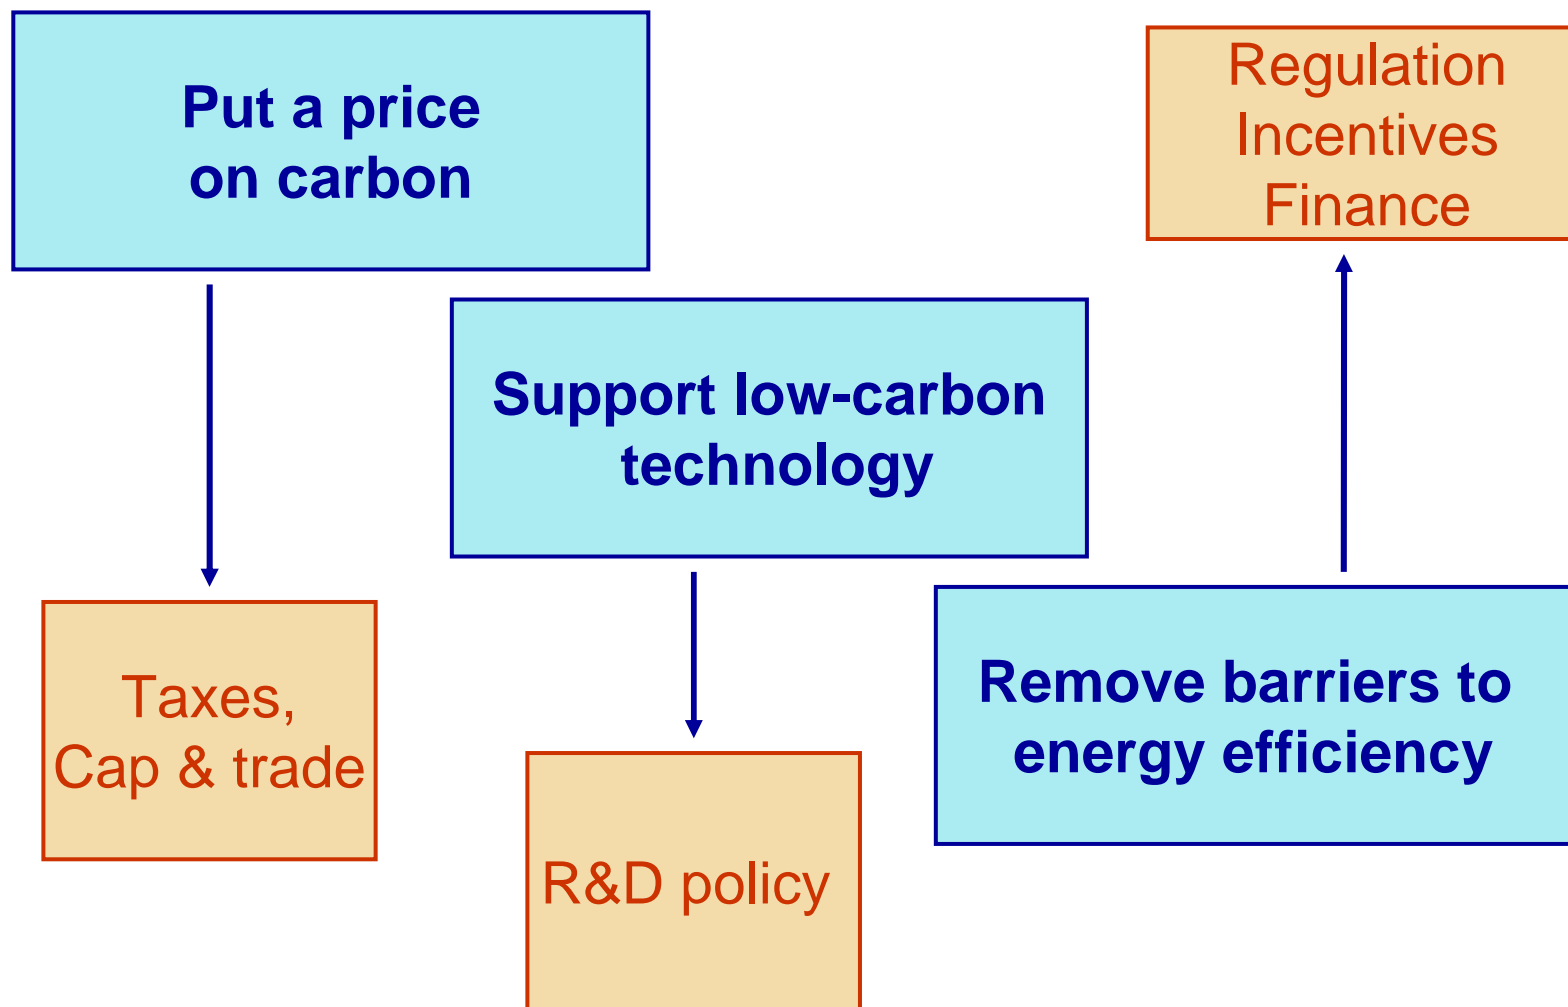 Put a price
on carbon
Regulation
Incentives
Finance
Support low-carbon
technology
Taxes,
Cap & trade
Remove barriers to
energy efficiency
R&D policy